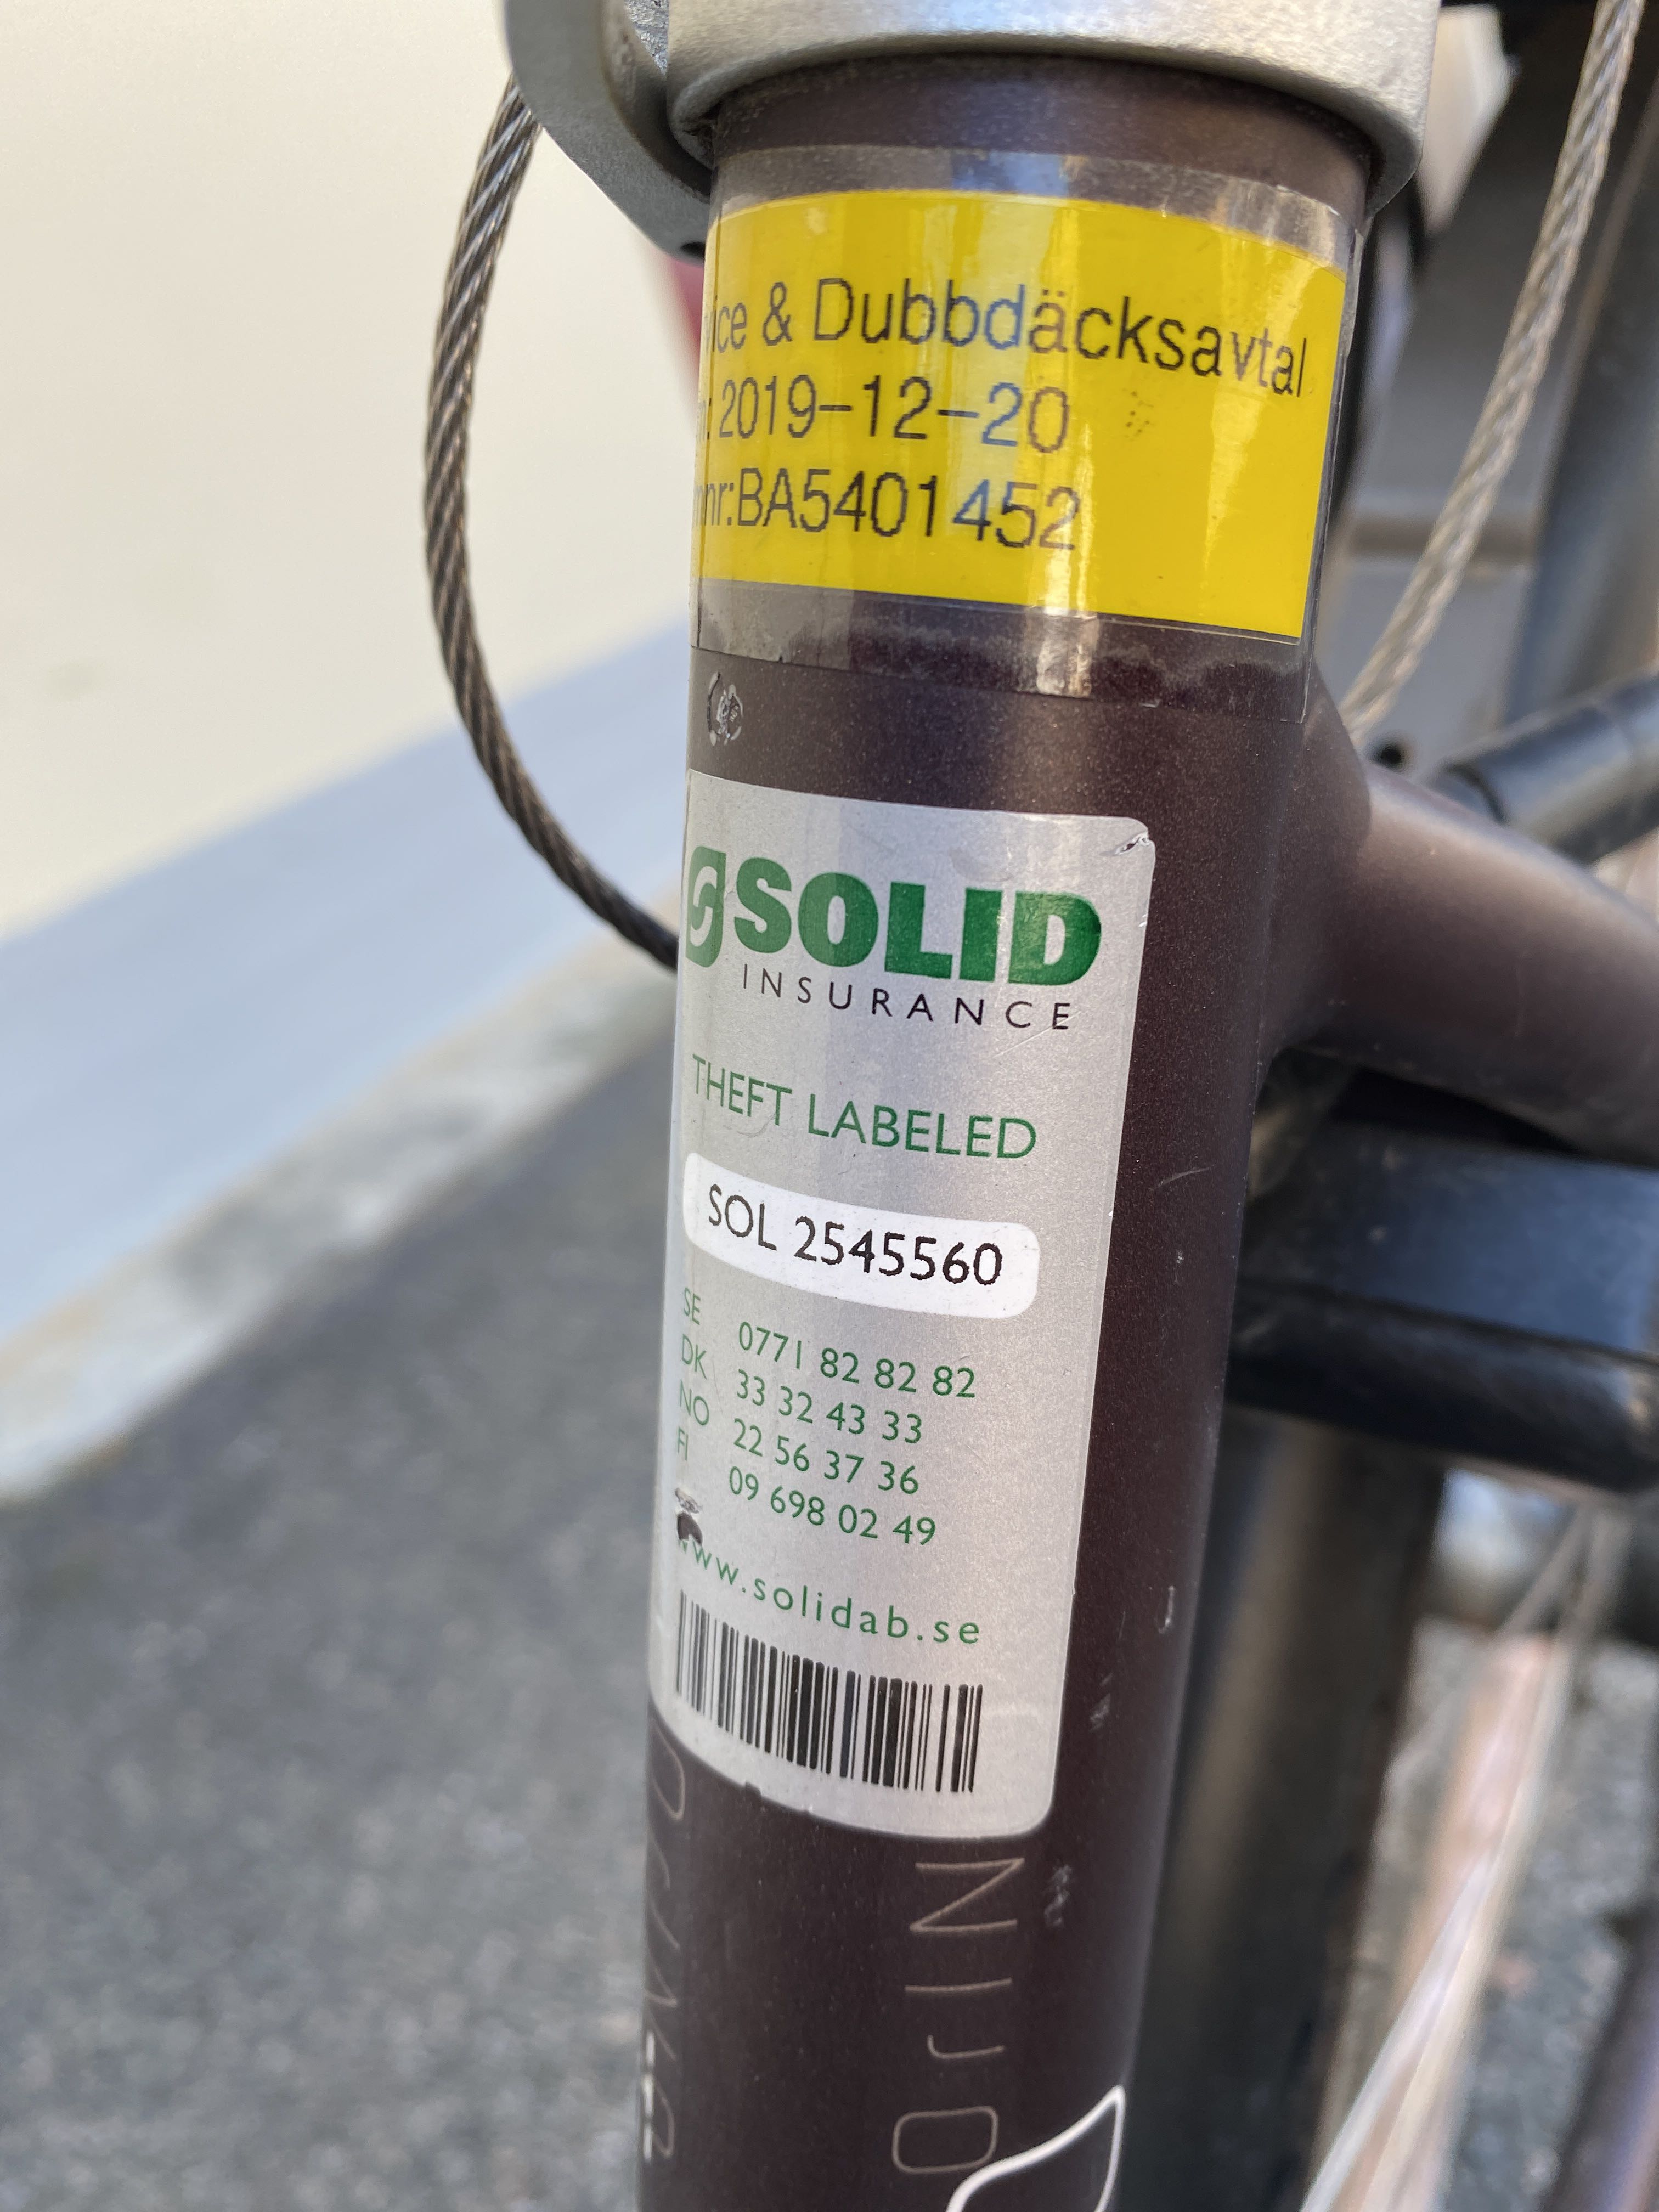 ice & Dubbdäcksavtal
: 2019-12-20
nr:BA5401452
SOLID
INSURANCE
THEFT LABELED
SOL 2545560
SE 0771 82 82 82
DK 33 32 43 33
NO 22 56 37 36
FI 09 698 02 49
www.solidab.se
NIJO